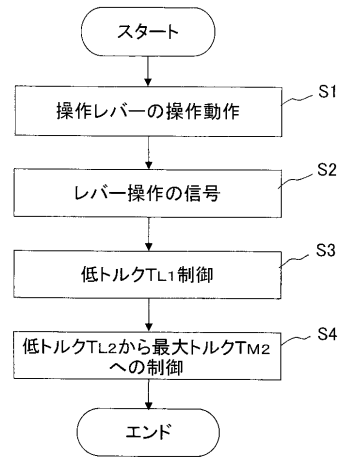 スタート
操作レバーの操作動作
S1
レバー操作の信号
S2
低トルクTL1制御
S3
低トルクTL2から最大トルクTM2
への制御
S4
エンド